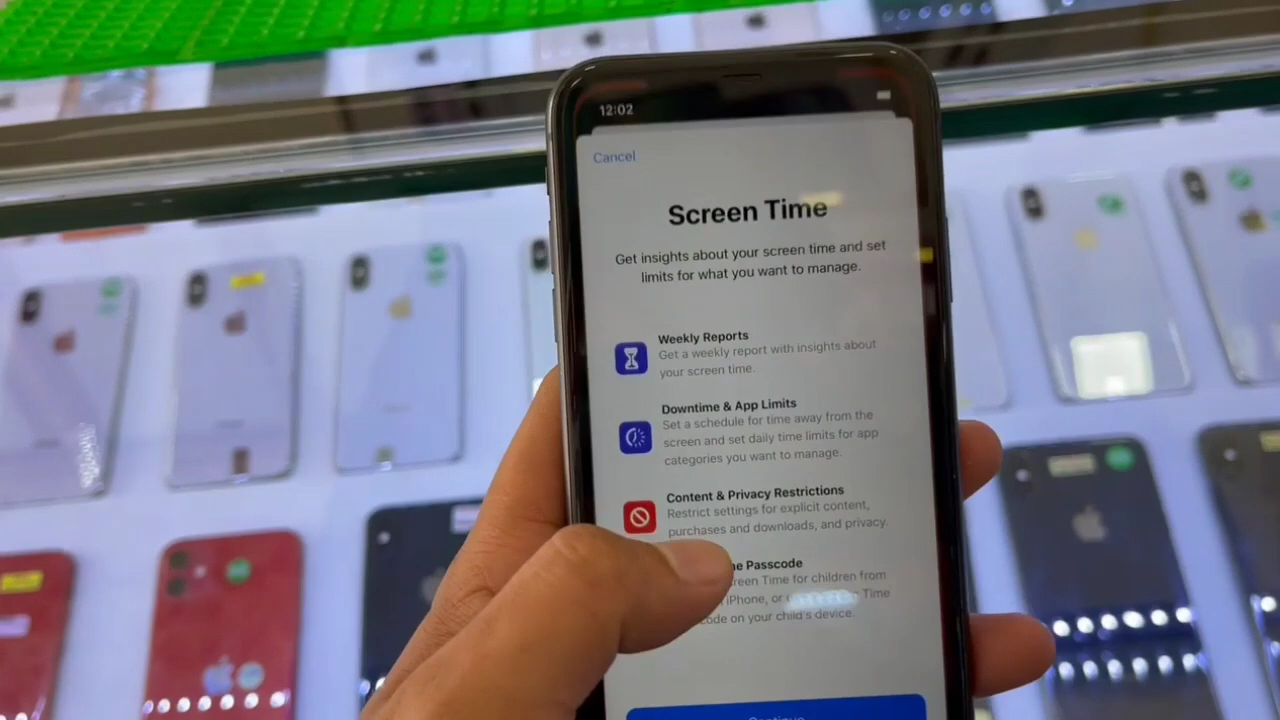 12:02
Cancel
Screen Time
Get insights about your screen time and set
limits for what you want to manage.
Weekly Reports
Get a weekly report with insights about
your screen time.
Downtime & App Limits
Set a schedule for time away from the
screen and set daily time limits for app
categories you want to manage.
Content & Privacy Restrictions
Restrict settings for explicit content,
purchases and downloads, and privacy.
Passcode
Time for children from
iPhone, or Time
on your child's device.
Continue